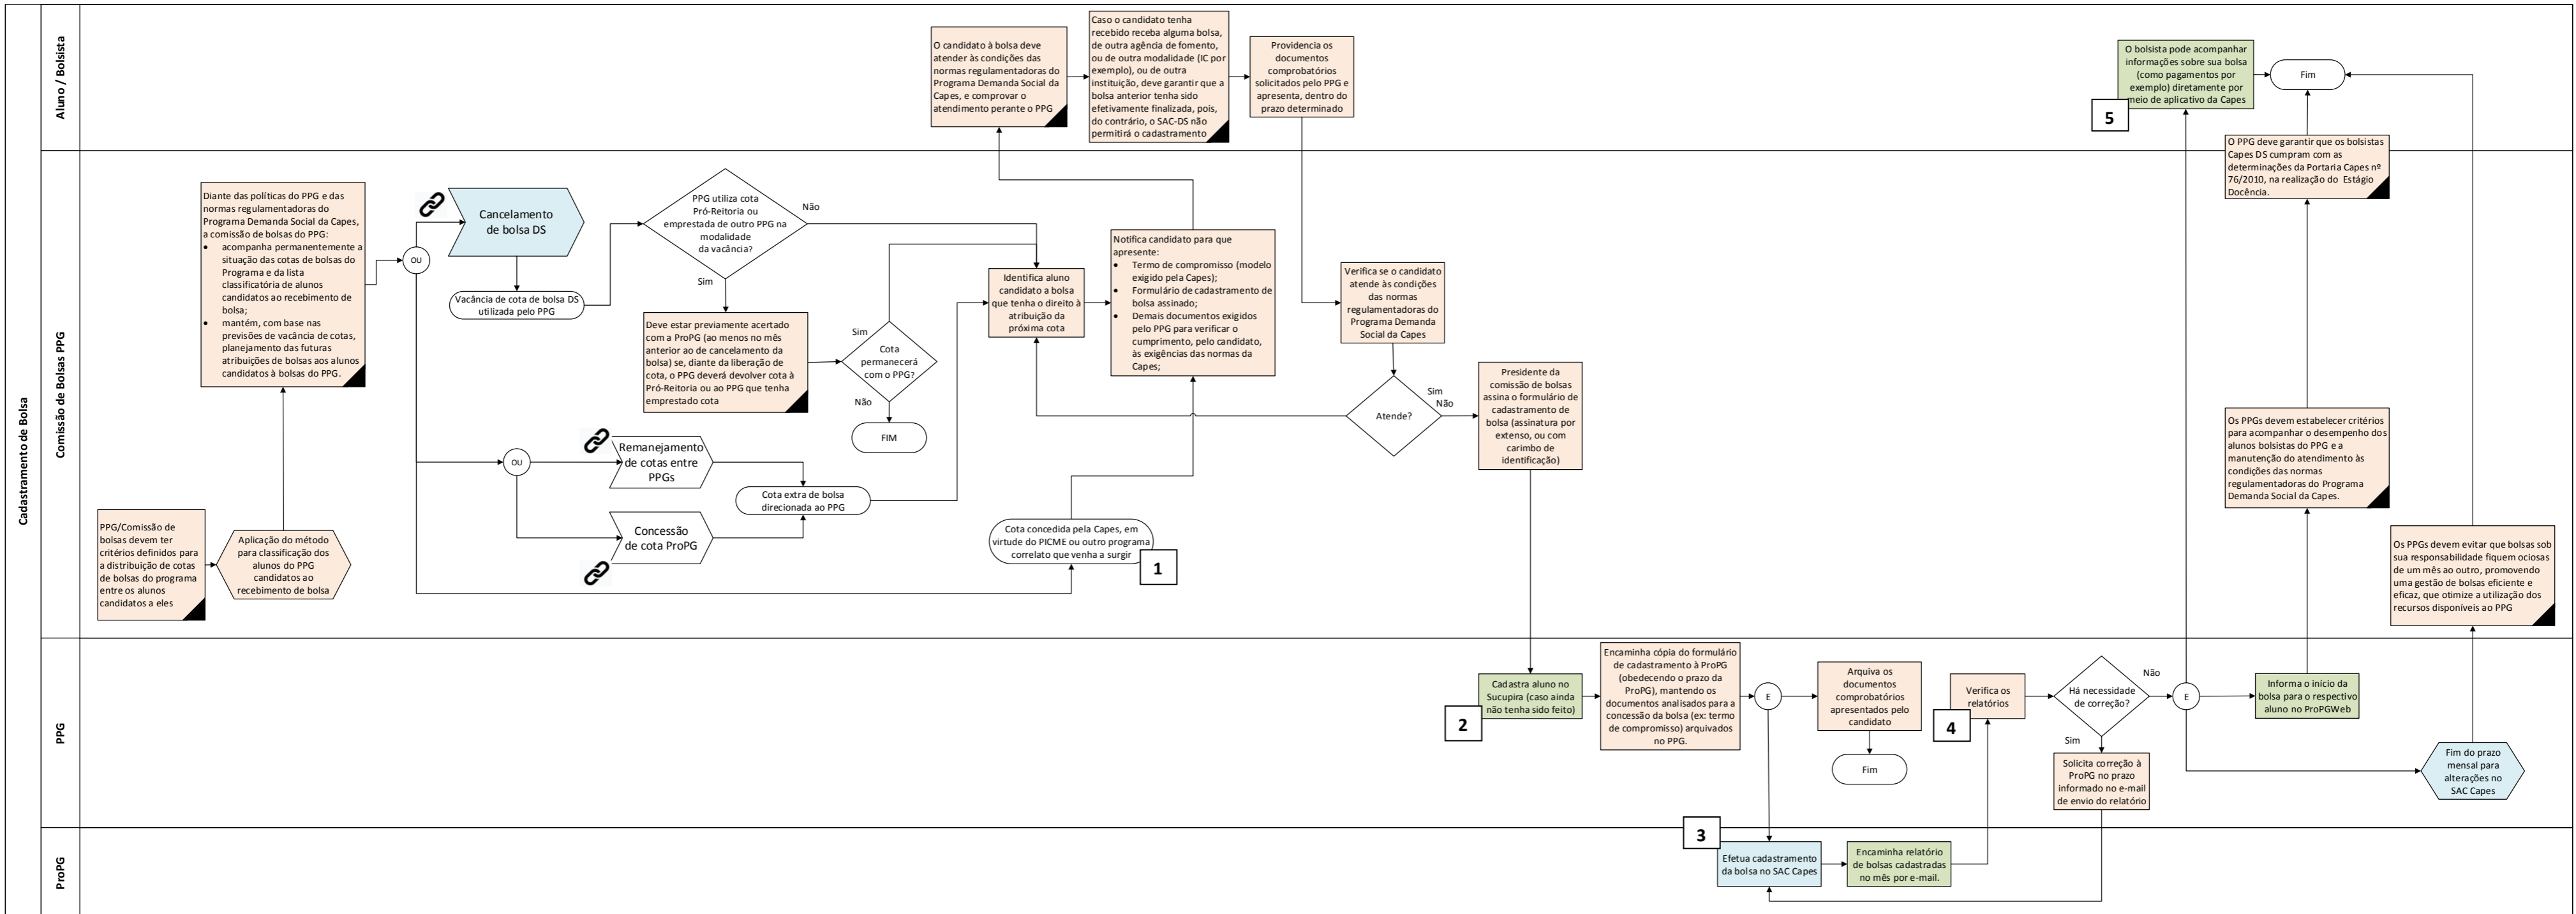 Cadastramento de Bolsa
Aluno / Bolsista
O candidato à bolsa deve
atender às condições das
normas regulamentadoras do
Programa Demanda Social da
Capes, e comprovar o
atendimento perante o PPG
Caso o candidato tenha
recebido receba alguma bolsa,
de outra agência de fomento,
ou de outra modalidade (IC por
exemplo), ou de outra
instituição, deve garantir que a
bolsa anterior tenha sido
efetivamente finalizada, pois,
do contrário, o SAC-DS não
permitirá o cadastramento
Providencia os
documentos
comprobatórios
solicitados pelo PPG e
apresenta, dentro do
prazo determinado
O bolsista pode acompanhar
informações sobre sua bolsa
(como pagamentos por
exemplo) diretamente por
meio de aplicativo da Capes
5
Fim
Comissão de Bolsas PPG
PPG/Comissão de
bolsas devem ter
critérios definidos para
a distribuição de cotas
de bolsas do programa
entre os alunos
candidatos a eles
Aplicação do método
para classificação dos
alunos do PPG
candidatos ao
recebimento de bolsa
Diante das políticas do PPG e das
normas regulamentadoras do
Programa Demanda Social da Capes,
a comissão de bolsas do PPG:
• acompanha permanentemente a
situação das cotas de bolsas do
Programa e da lista
classificatória de alunos
candidatos ao recebimento de
bolsa;
• mantém, com base nas
previsões de vacância de cotas,
planejamento das futuras
atribuições de bolsas aos alunos
candidatos à bolsas do PPG.
OU
Cancelamento
de bolsa DS
Vacância de cota de bolsa DS
utilizada pelo PPG
PPG utiliza cota
Pró-Reitoria ou
emprestada de outro PPG na
modalidade
da vacância?
Não
Sim
Deve estar previamente acertado
com a ProPG (ao menos no mês
anterior ao de cancelamento da
bolsa) se, diante da liberação de
cota, o PPG deverá devolver cota à
Pró-Reitoria ou ao PPG que tenha
emprestado cota
Sim
Cota
permanecerá
com o PPG?
Não
FIM
OU
Remanejamento
de cotas entre
PPGs
Concessão
de cota ProPG
Cota extra de bolsa
direcionada ao PPG
Identifica aluno
candidato a bolsa
que tenha o direito à
atribuição da
próxima cota
Cota concedida pela Capes, em
virtude do PICME ou outro programa
correlato que venha a surgir
1
Notifica candidato para que
apresente:
• Termo de compromisso (modelo
exigido pela Capes);
• Formulário de cadastramento de
bolsa assinado;
• Demais documentos exigidos
pelo PPG para verificar o
cumprimento, pelo candidato,
às exigências das normas da
Capes;
Verifica se o candidato
atende às condições
das normas
regulamentadoras do
Programa Demanda
Social da Capes
Atende?
Sim
Não
Presidente da
comissão de bolsas
assina o formulário de
cadastramento de
bolsa (assinatura por
extenso, ou com
carimbo de
identificação)
O PPG deve garantir que os bolsistas
Capes DS cumpram com as
determinações da Portaria Capes nº
76/2010, na realização do Estágio
Docência.
Os PPGs devem estabelecer critérios
para acompanhar o desempenho dos
alunos bolsistas do PPG e a
manutenção do atendimento às
condições das normas
regulamentadoras do Programa
Demanda Social da Capes.
Os PPGs devem evitar que bolsas sob
sua responsabilidade fiquem ociosas
de um mês ao outro, promovendo
uma gestão de bolsas eficiente e
eficaz, que otimize a utilização dos
recursos disponíveis ao PPG
PPG
Cadastra aluno no
Sucupira (caso ainda
não tenha sido feito)
2
Encaminha cópia do formulário
de cadastramento à ProPG
(obedecendo o prazo da
ProPG), mantendo os
documentos analisados para a
concessão da bolsa (ex: termo
de compromisso) arquivados
no PPG.
E
Arquiva os
documentos
comprobatórios
apresentados pelo
candidato
Fim
Verifica os
relatórios
4
Há necessidade
de correção?
Não
Sim
Solicita correção à
ProPG no prazo
informado no e-mail
de envio do relatório
E
Informa o início da
bolsa para o respectivo
aluno no ProPGWeb
Fim do prazo
mensal para
alterações no
SAC Capes
ProPG
3
Efetua cadastramento
da bolsa no SAC Capes
Encaminha relatório
de bolsas cadastradas
no mês por e-mail.